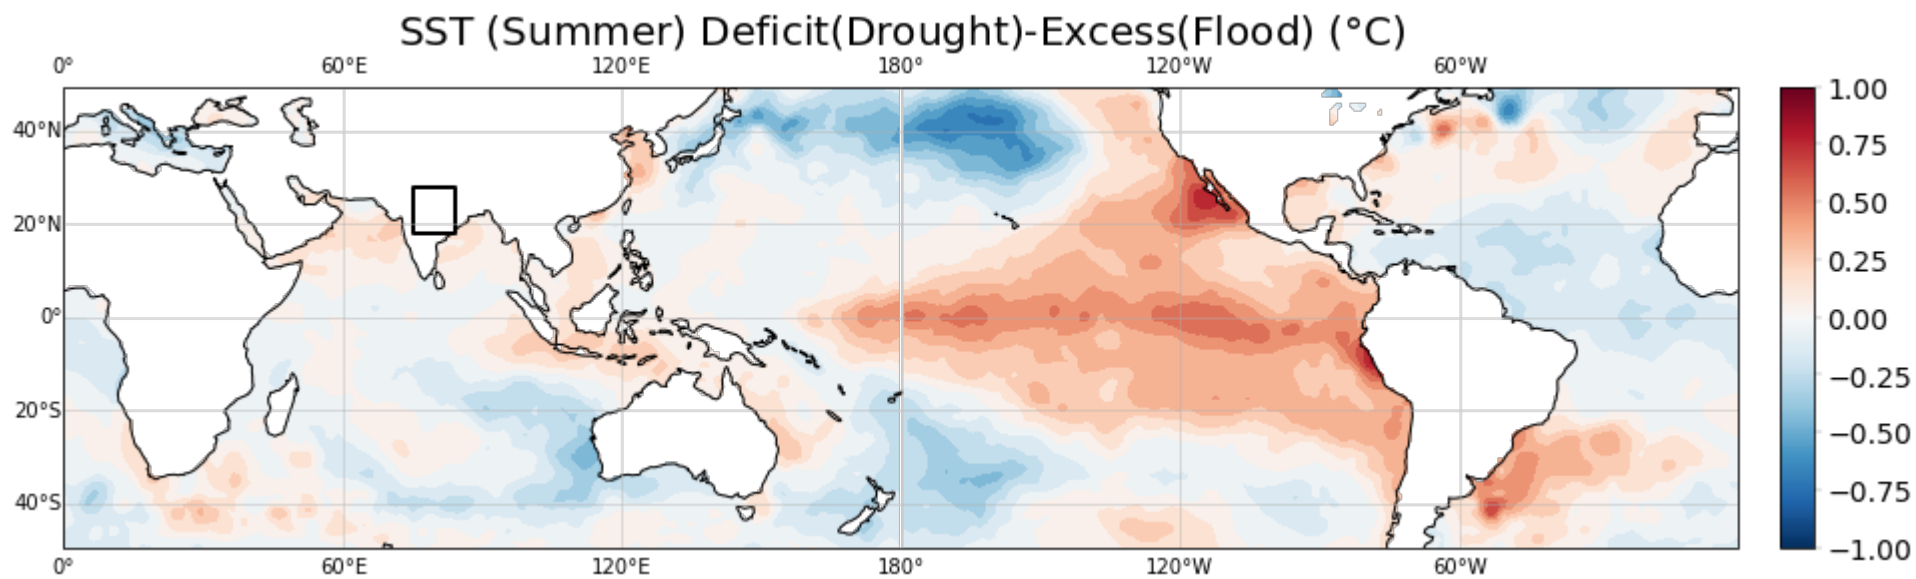 SST (Summer) Deficit(Drought)-Excess(Flood) (°C)
0° 60°E 120°E 180° 120°W 60°W
40°N
20°N
0°
20°S
40°S
0° 60°E 120°E 180° 120°W 60°W
1.00
0.75
0.50
0.25
0.00
−0.25
−0.50
−0.75
−1.00